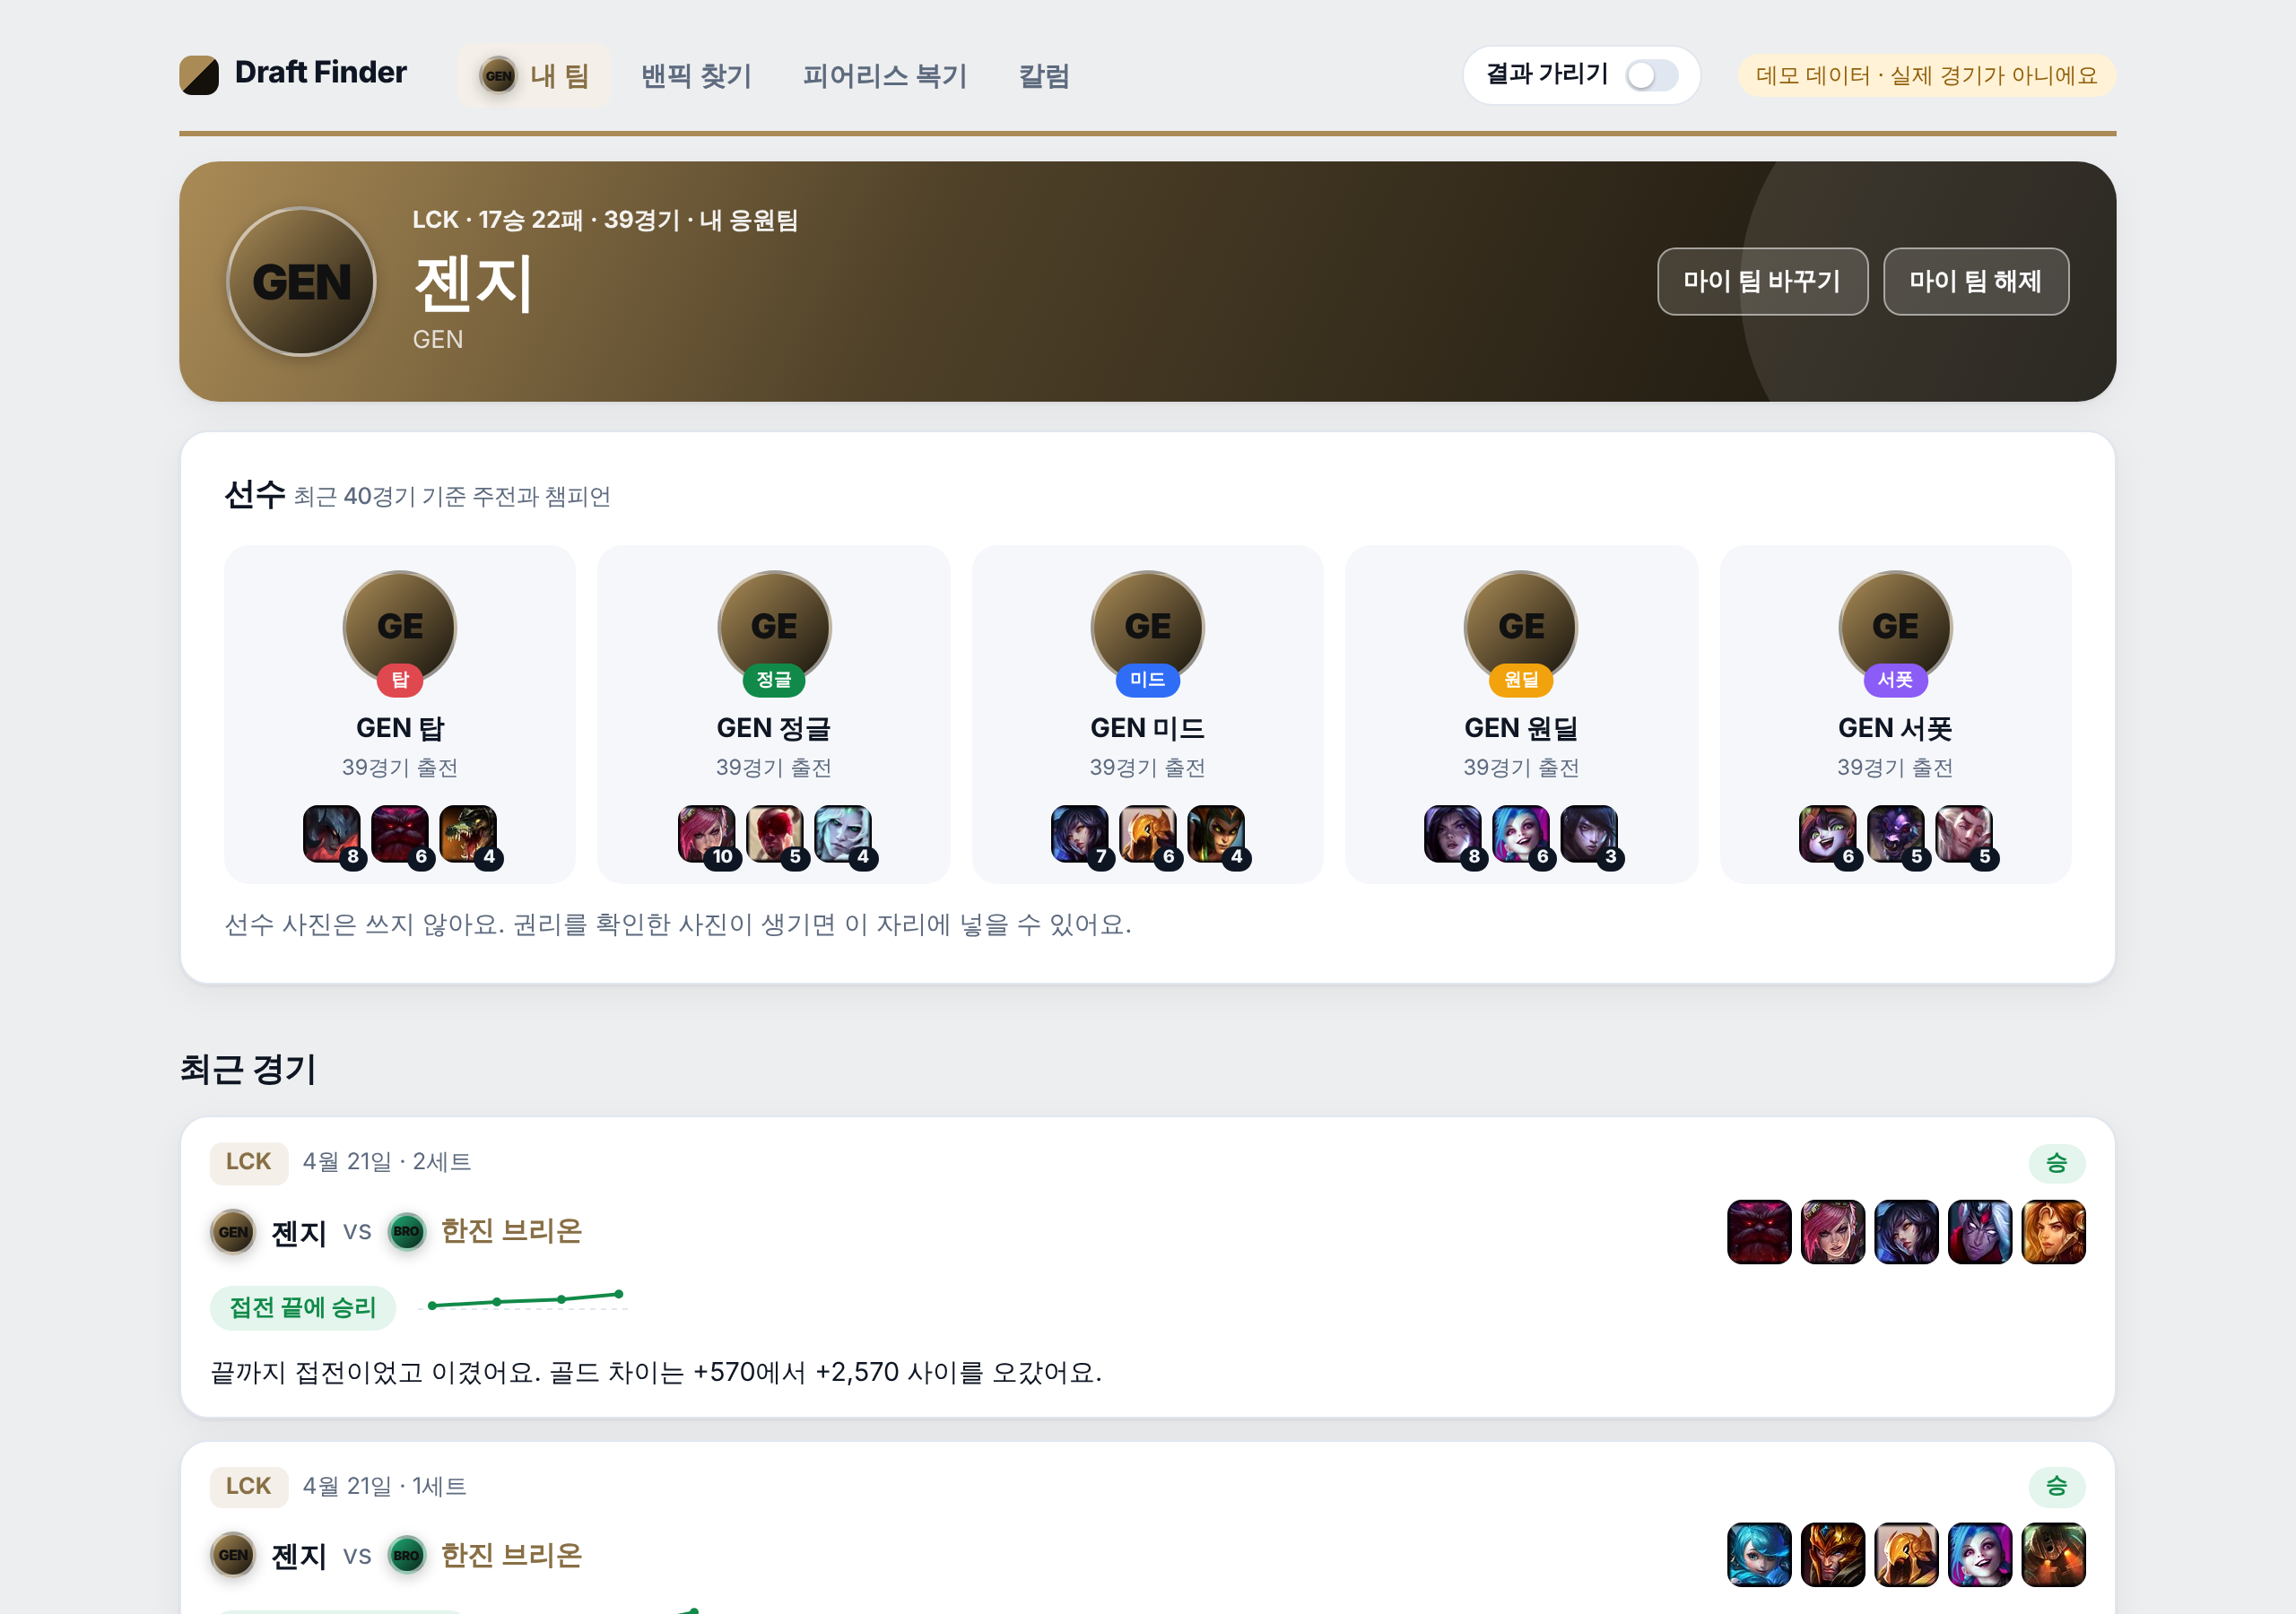 Draft Finder
GEN 내 팀
밴픽 찾기
피어리스 복기
칼럼
결과 가리기
데모 데이터 · 실제 경기가 아니에요
GEN
LCK · 17승 22패 · 39경기 · 내 응원팀
젠지
GEN
마이 팀 바꾸기
마이 팀 해제
선수 최근 40경기 기준 주전과 챔피언
GE
탑
GEN 탑
39경기 출전
8 6 4
GE
정글
GEN 정글
39경기 출전
10 5 4
GE
미드
GEN 미드
39경기 출전
7 6 4
GE
원딜
GEN 원딜
39경기 출전
8 6 3
GE
서폿
GEN 서폿
39경기 출전
6 5 5
선수 사진은 쓰지 않아요. 권리를 확인한 사진이 생기면 이 자리에 넣을 수 있어요.
최근 경기
LCK 4월 21일 · 2세트
승
GEN 젠지 vs BRO 한진 브리온
접전 끝에 승리
끝까지 접전이었고 이겼어요. 골드 차이는 +570에서 +2,570 사이를 오갔어요.
LCK 4월 21일 · 1세트
승
GEN 젠지 vs BRO 한진 브리온